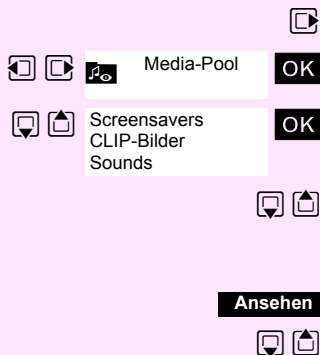 Media-Pool OK
Screensavers OK
CLIP-Bilder
Sounds
Ansehen